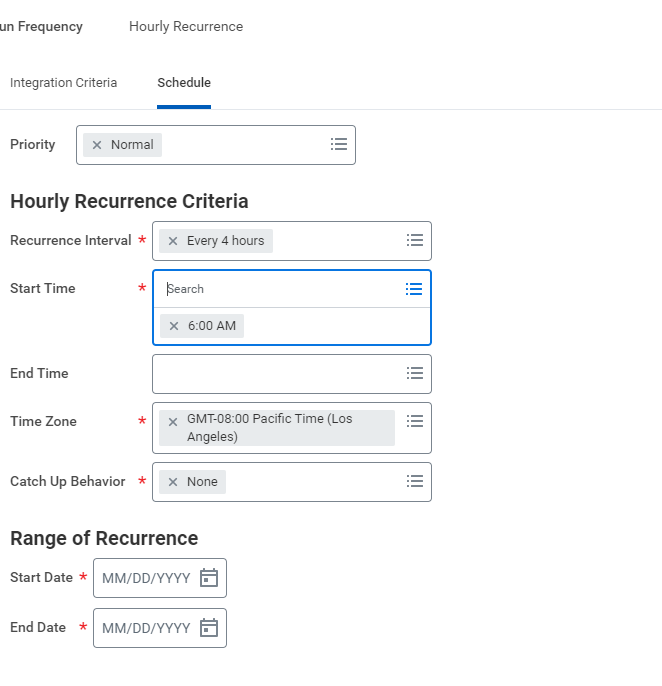 un Frequency Hourly Recurrence
Integration Criteria Schedule
Priority × Normal
Hourly Recurrence Criteria
Recurrence Interval * × Every 4 hours
Start Time * Search
× 6:00 AM
End Time
Time Zone * × GMT-08:00 Pacific Time (Los
Angeles)
Catch Up Behavior * × None
Range of Recurrence
Start Date * MM/DD/YYYY
End Date * MM/DD/YYYY